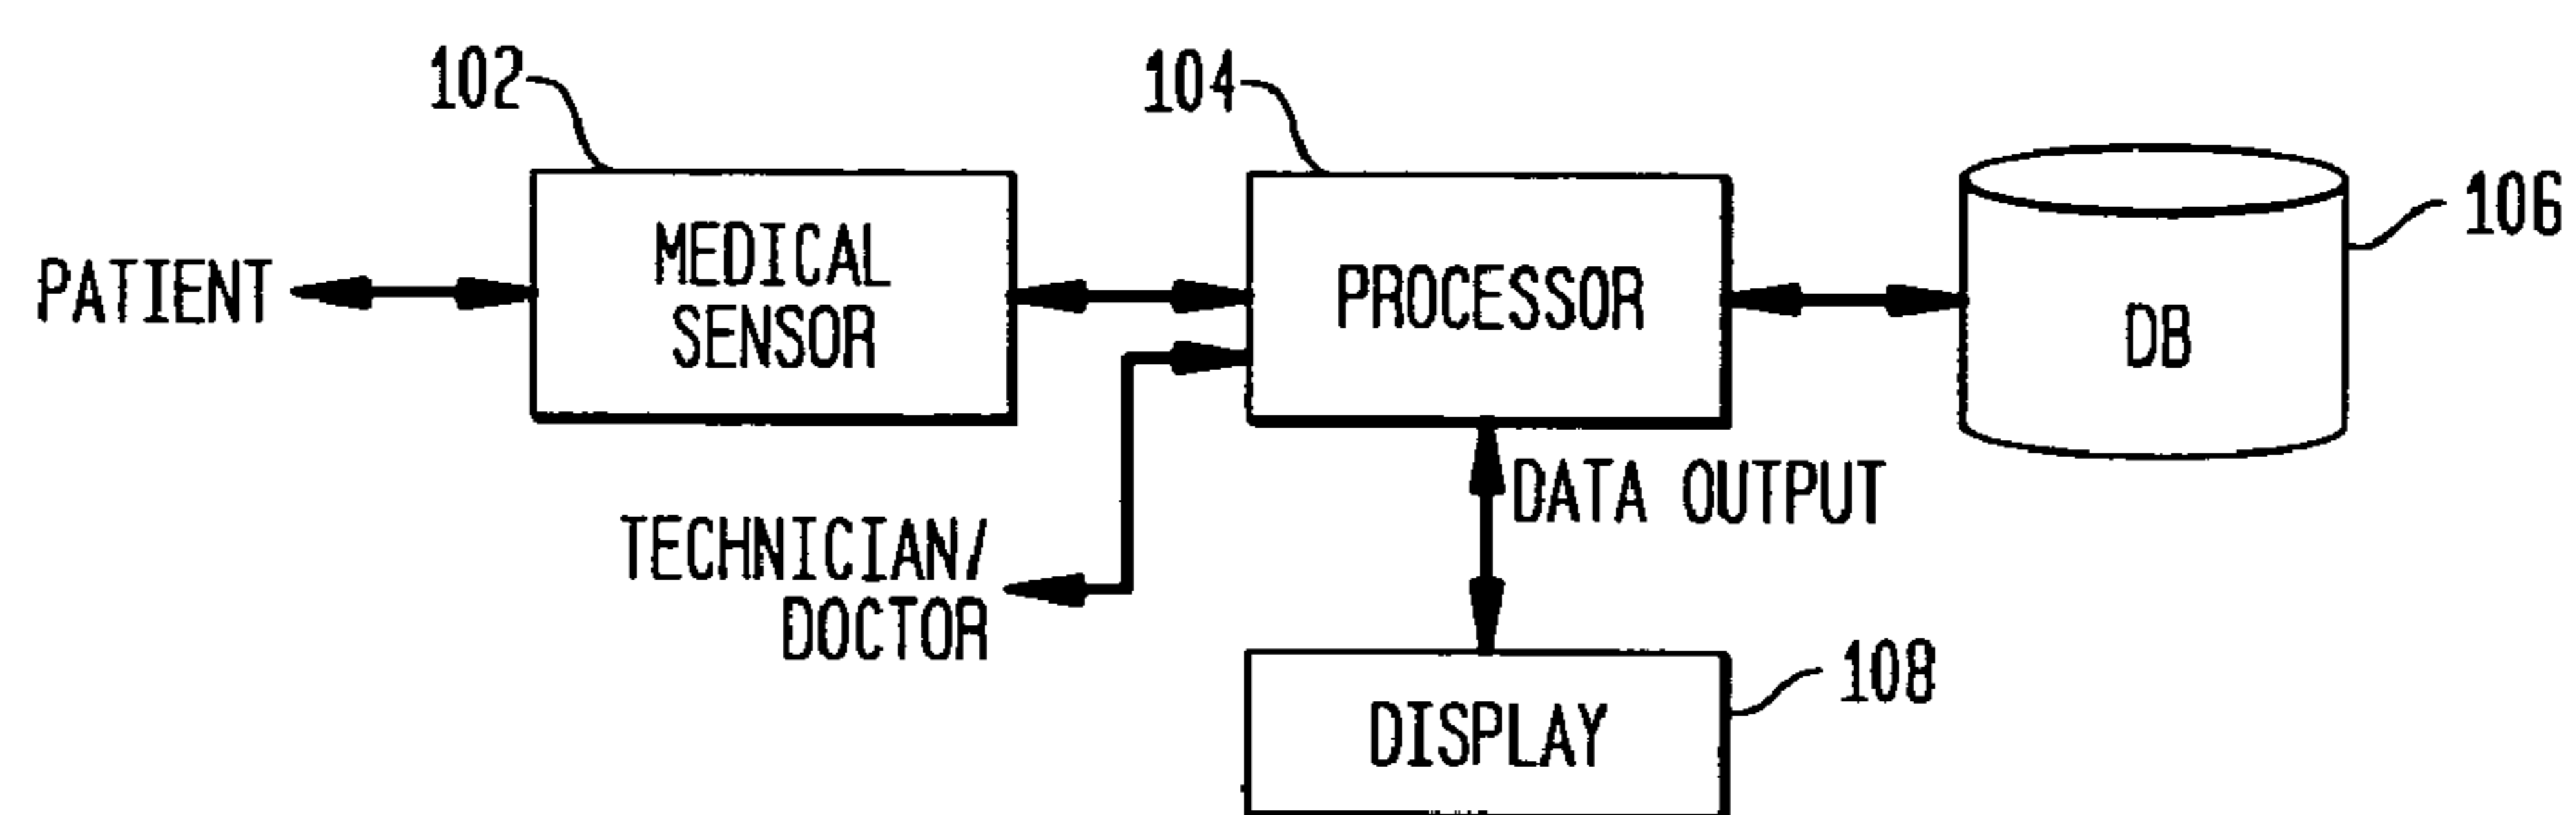 102
104
106
PATIENT
MEDICAL
SENSOR
PROCESSOR
DB
DATA OUTPUT
TECHNICIAN/
DOCTOR
108
DISPLAY